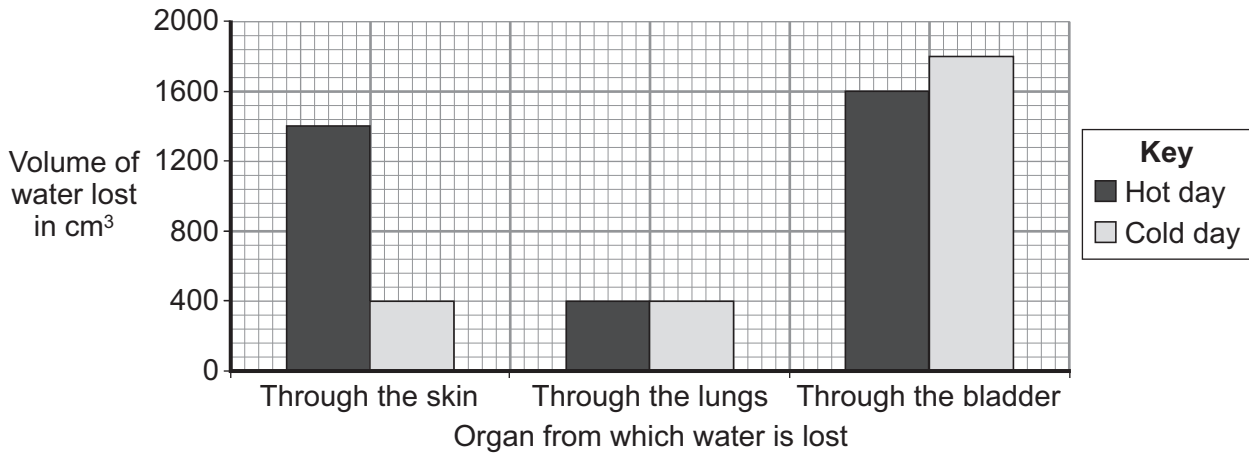 2000
1600
1200
800
400
0
Volume of
water lost
in cm³
Through the skin
Through the lungs
Through the bladder
Organ from which water is lost
Key
Hot day
Cold day